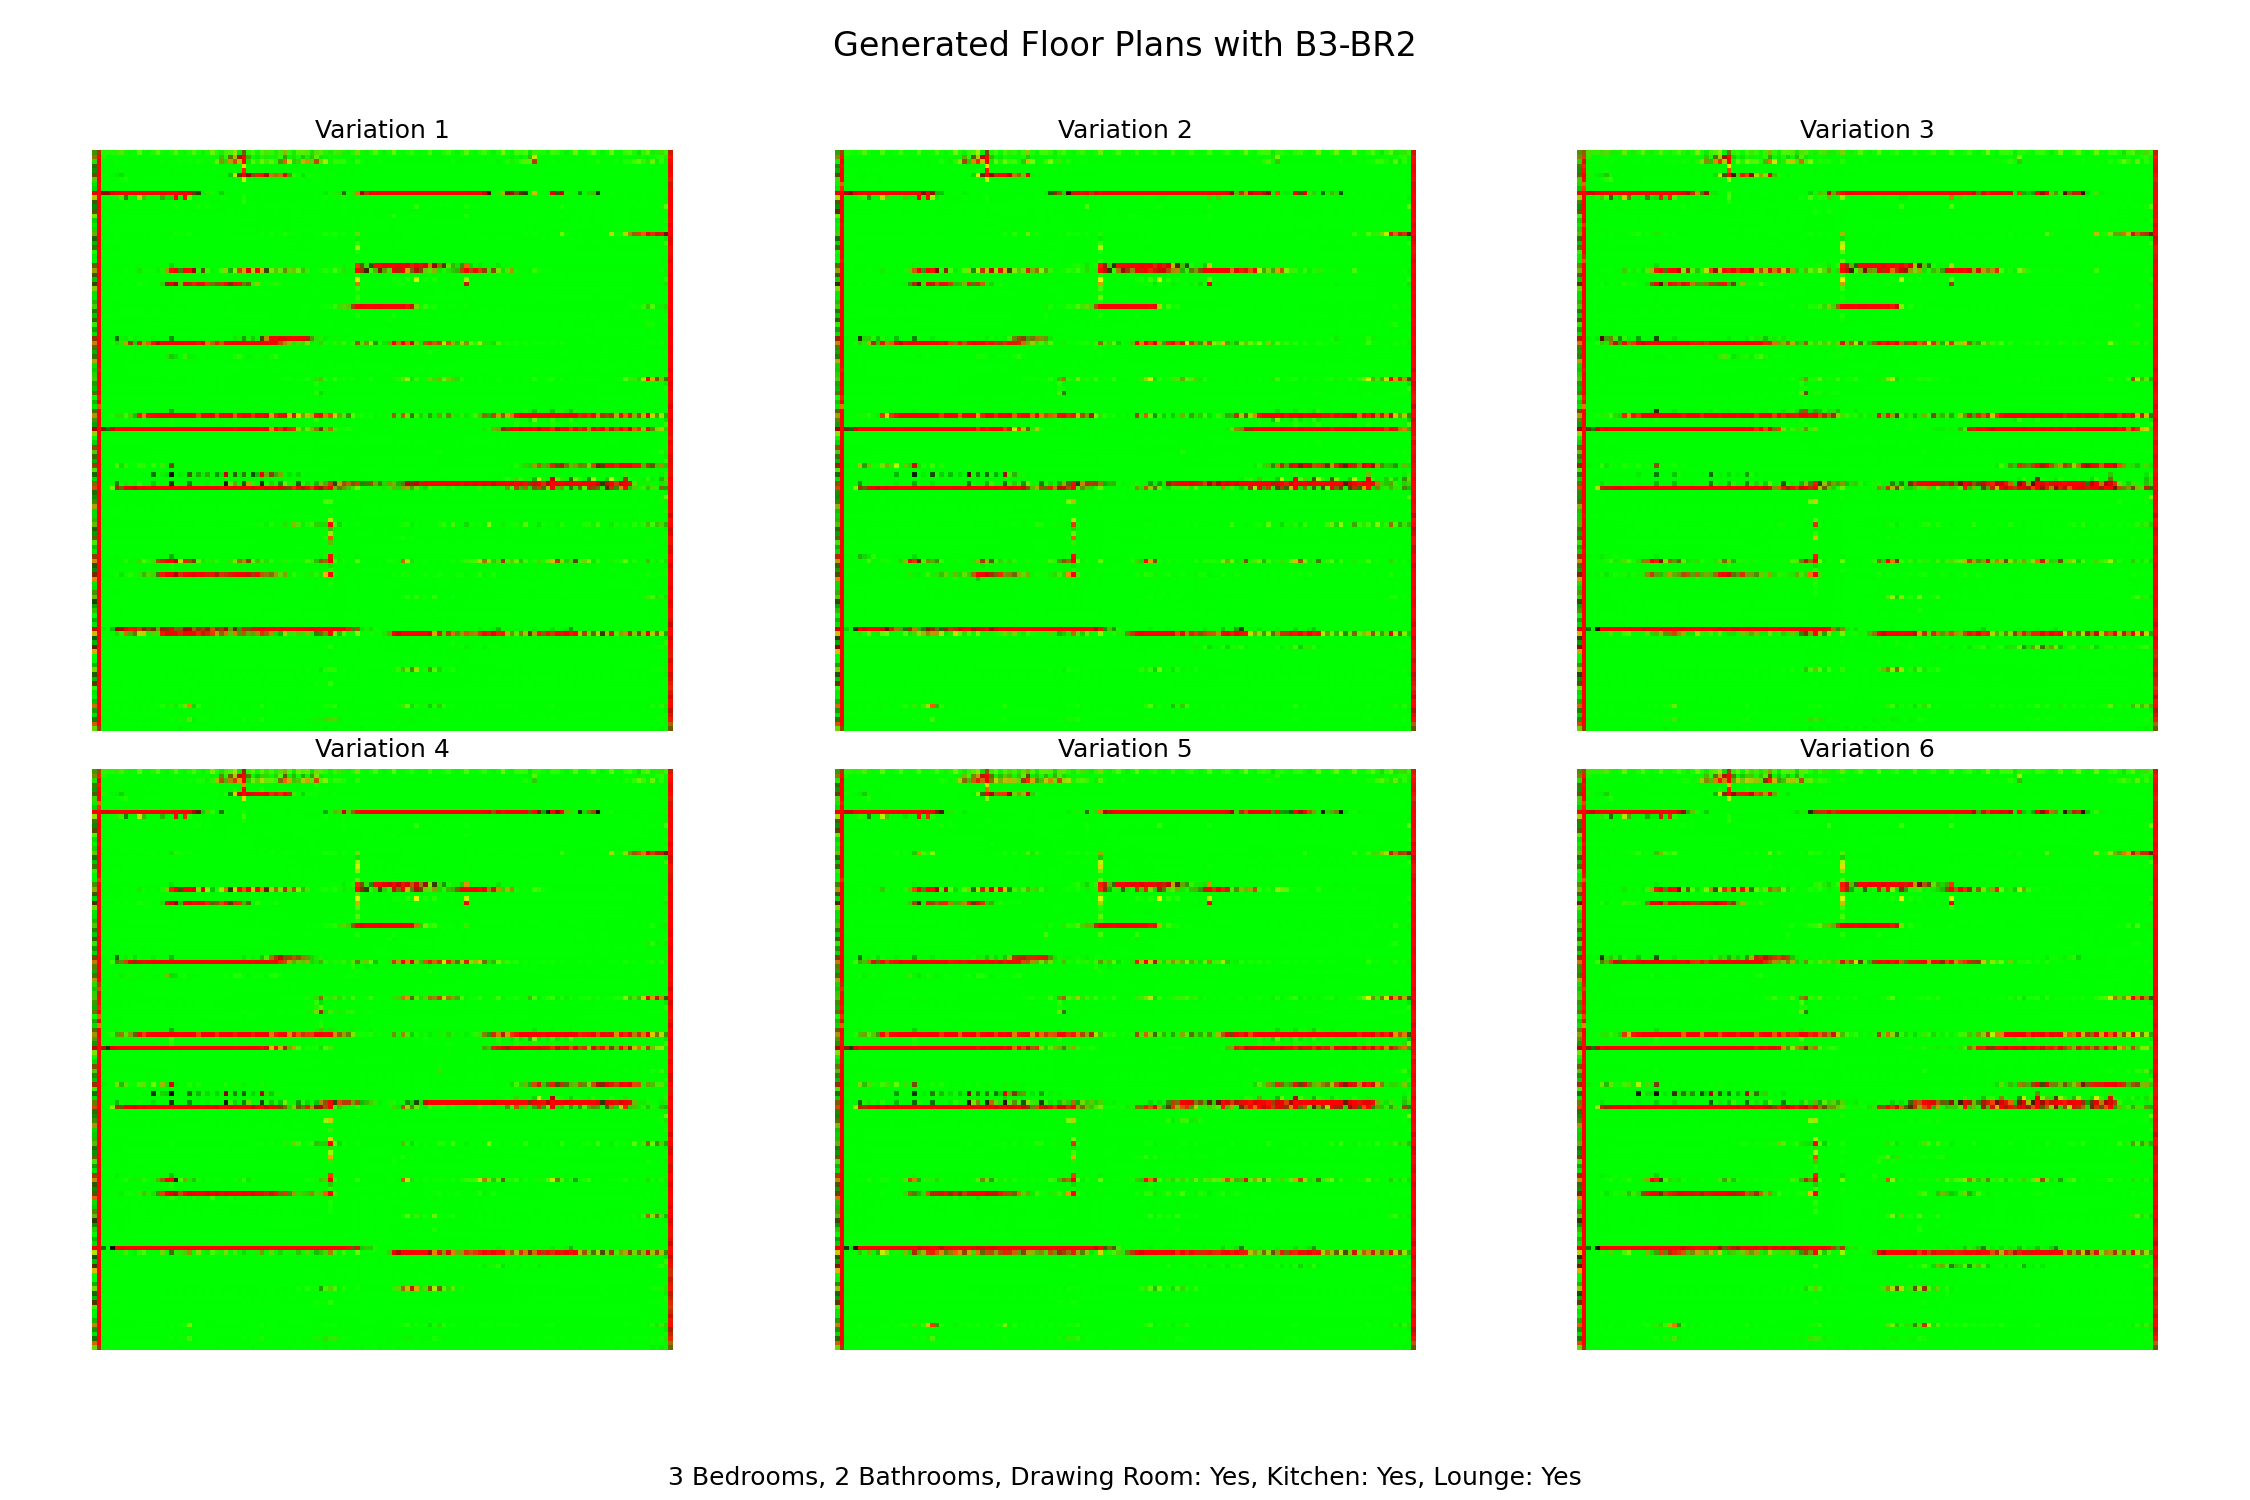 Generated Floor Plans with B3-BR2
Variation 1
Variation 2
Variation 3
Variation 4
Variation 5
Variation 6
3 Bedrooms, 2 Bathrooms, Drawing Room: Yes, Kitchen: Yes, Lounge: Yes